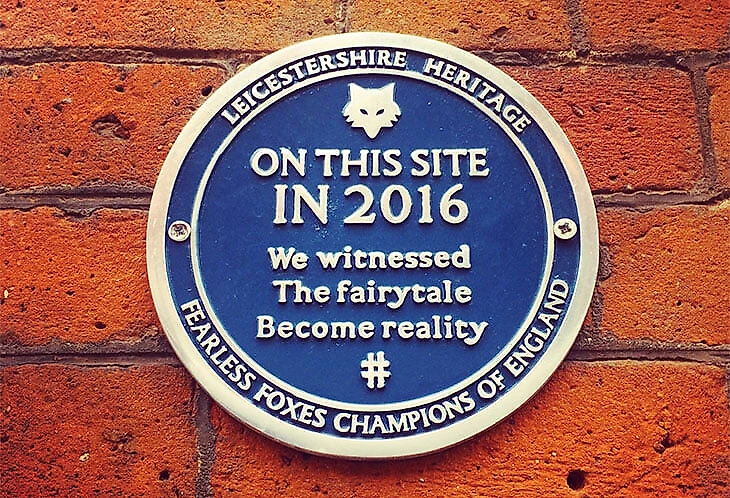 LEICESTERSHIRE HERITAGE
ON THIS SITE
IN 2016
We witnessed
The fairytale
Become reality
#
FEARLESS FOXES CHAMPIONS OF ENGLAND